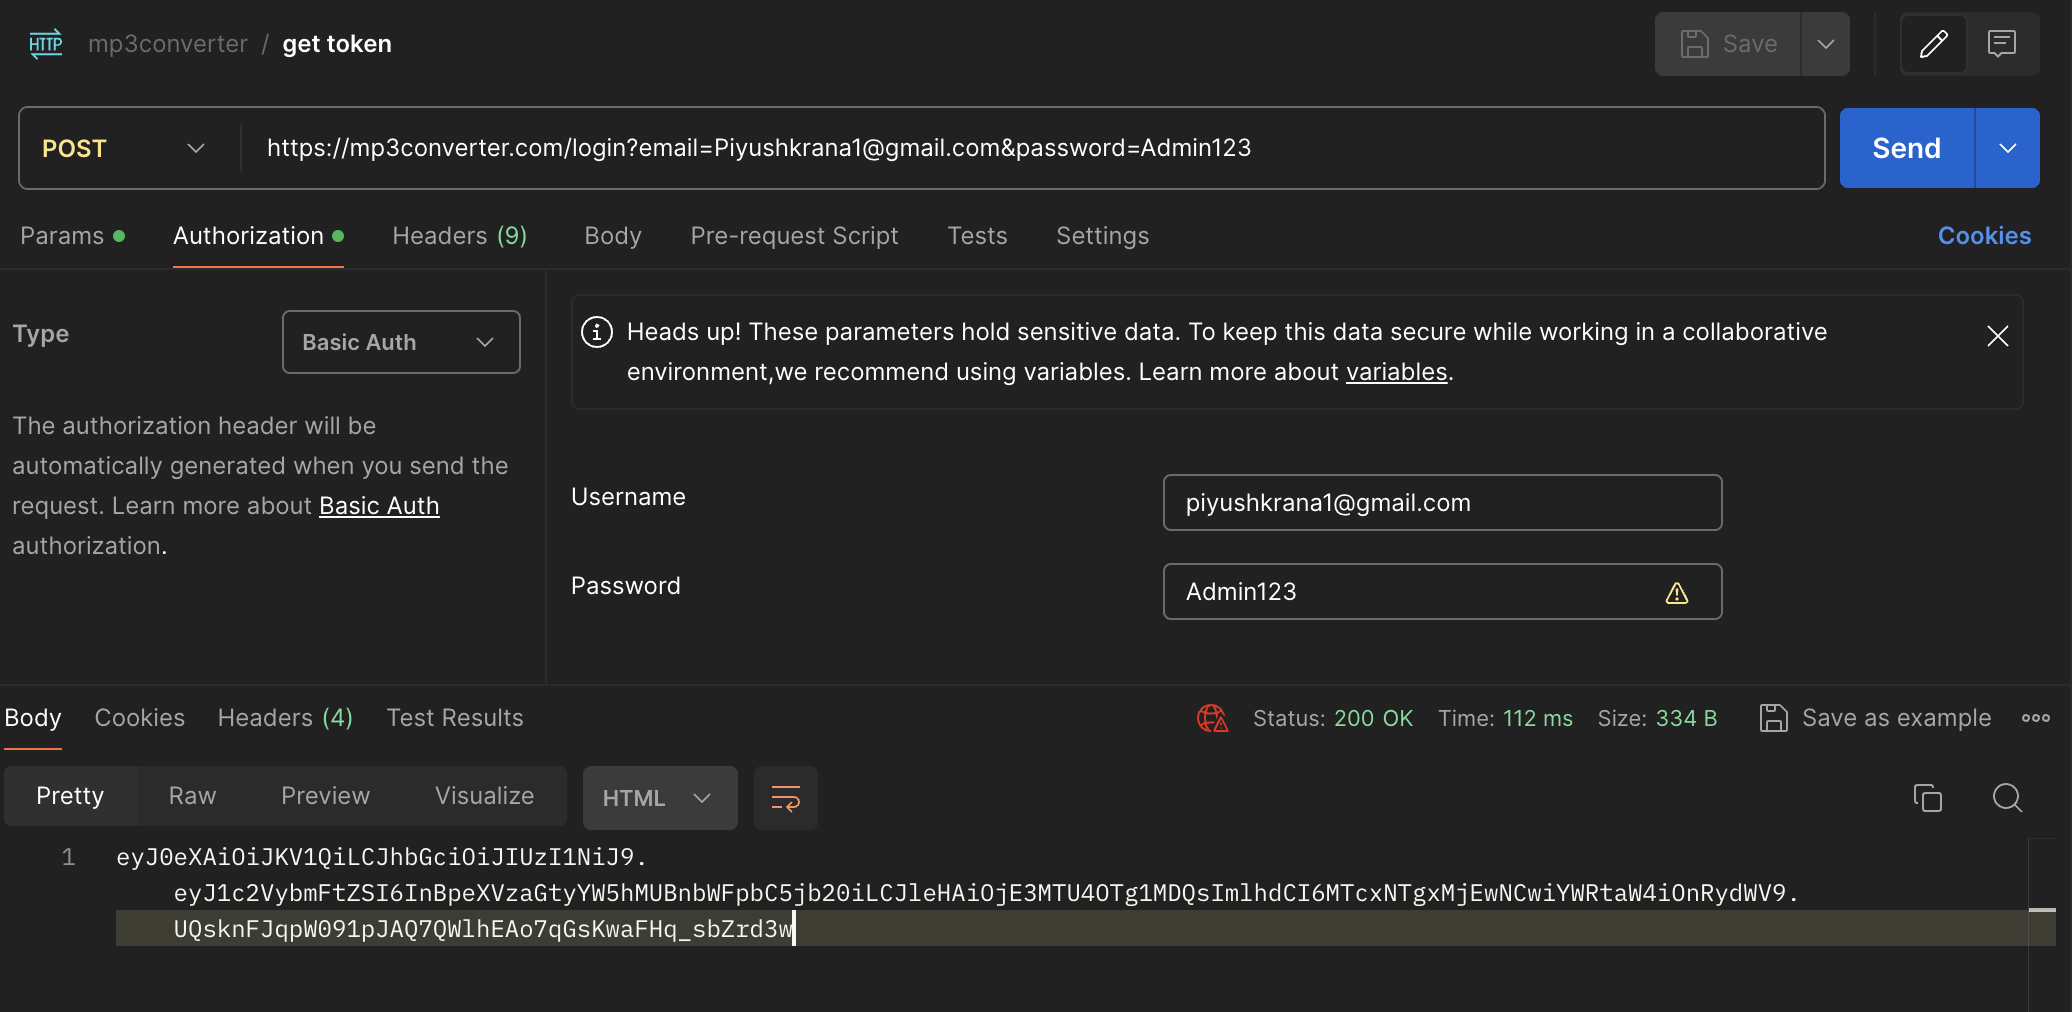 HTTP mp3converter / get token Save
POST https://mp3converter.com/login?email=Piyushkrana1@gmail.com&password=Admin123 Send
Params Authorization Headers (9) Body Pre-request Script Tests Settings Cookies
Type Basic Auth
The authorization header will be
automatically generated when you send the
request. Learn more about Basic Auth
authorization.
Heads up! These parameters hold sensitive data. To keep this data secure while working in a collaborative
environment,we recommend using variables. Learn more about variables.
Username piyushkrana1@gmail.com
Password Admin123
Body Cookies Headers (4) Test Results Status: 200 OK Time: 112 ms Size: 334 B Save as example
Pretty Raw Preview Visualize HTML
1 eyJ0eXAiOiJKV1QiLCJhbGciOiJIUzI1NiJ9.
eyJ1c2VybmFtZSI6InBpeXVzaGtyYW5hMUBnbWFpbC5jb20iLCJleHAiOjE3MTU4OTg1MDQsImlhdCI6MTcxNTgxMjEwNCwiYWRtaW4iOnRydWV9.
UQsknFJqpW091pJAQ7QWlhEAo7qGsKwaFHq_sbZrd3w